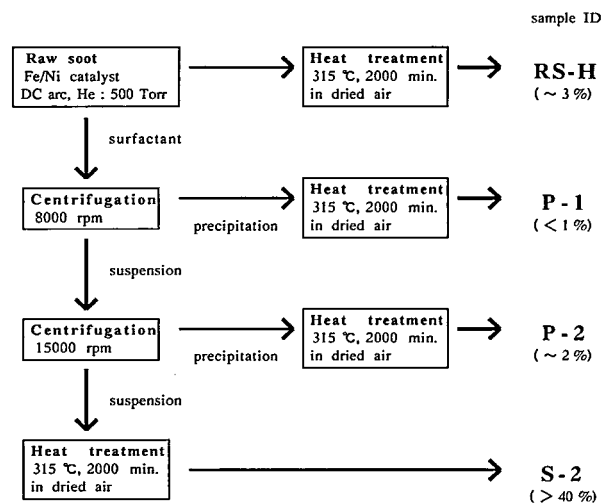 sample ID
Raw soot
Fe/Ni catalyst
DC arc, He : 500 Torr
Heat treatment
315 ℃, 2000 min.
in dried air
RS-H
( ~ 3 %)
surfactant
Centrifugation
8000 rpm
precipitation
Heat treatment
315 ℃, 2000 min.
in dried air
P - 1
( < 1 %)
suspension
Centrifugation
15000 rpm
precipitation
Heat treatment
315 ℃, 2000 min.
in dried air
P - 2
( ~ 2 %)
suspension
Heat treatment
315 ℃, 2000 min.
in dried air
S - 2
( > 40 %)